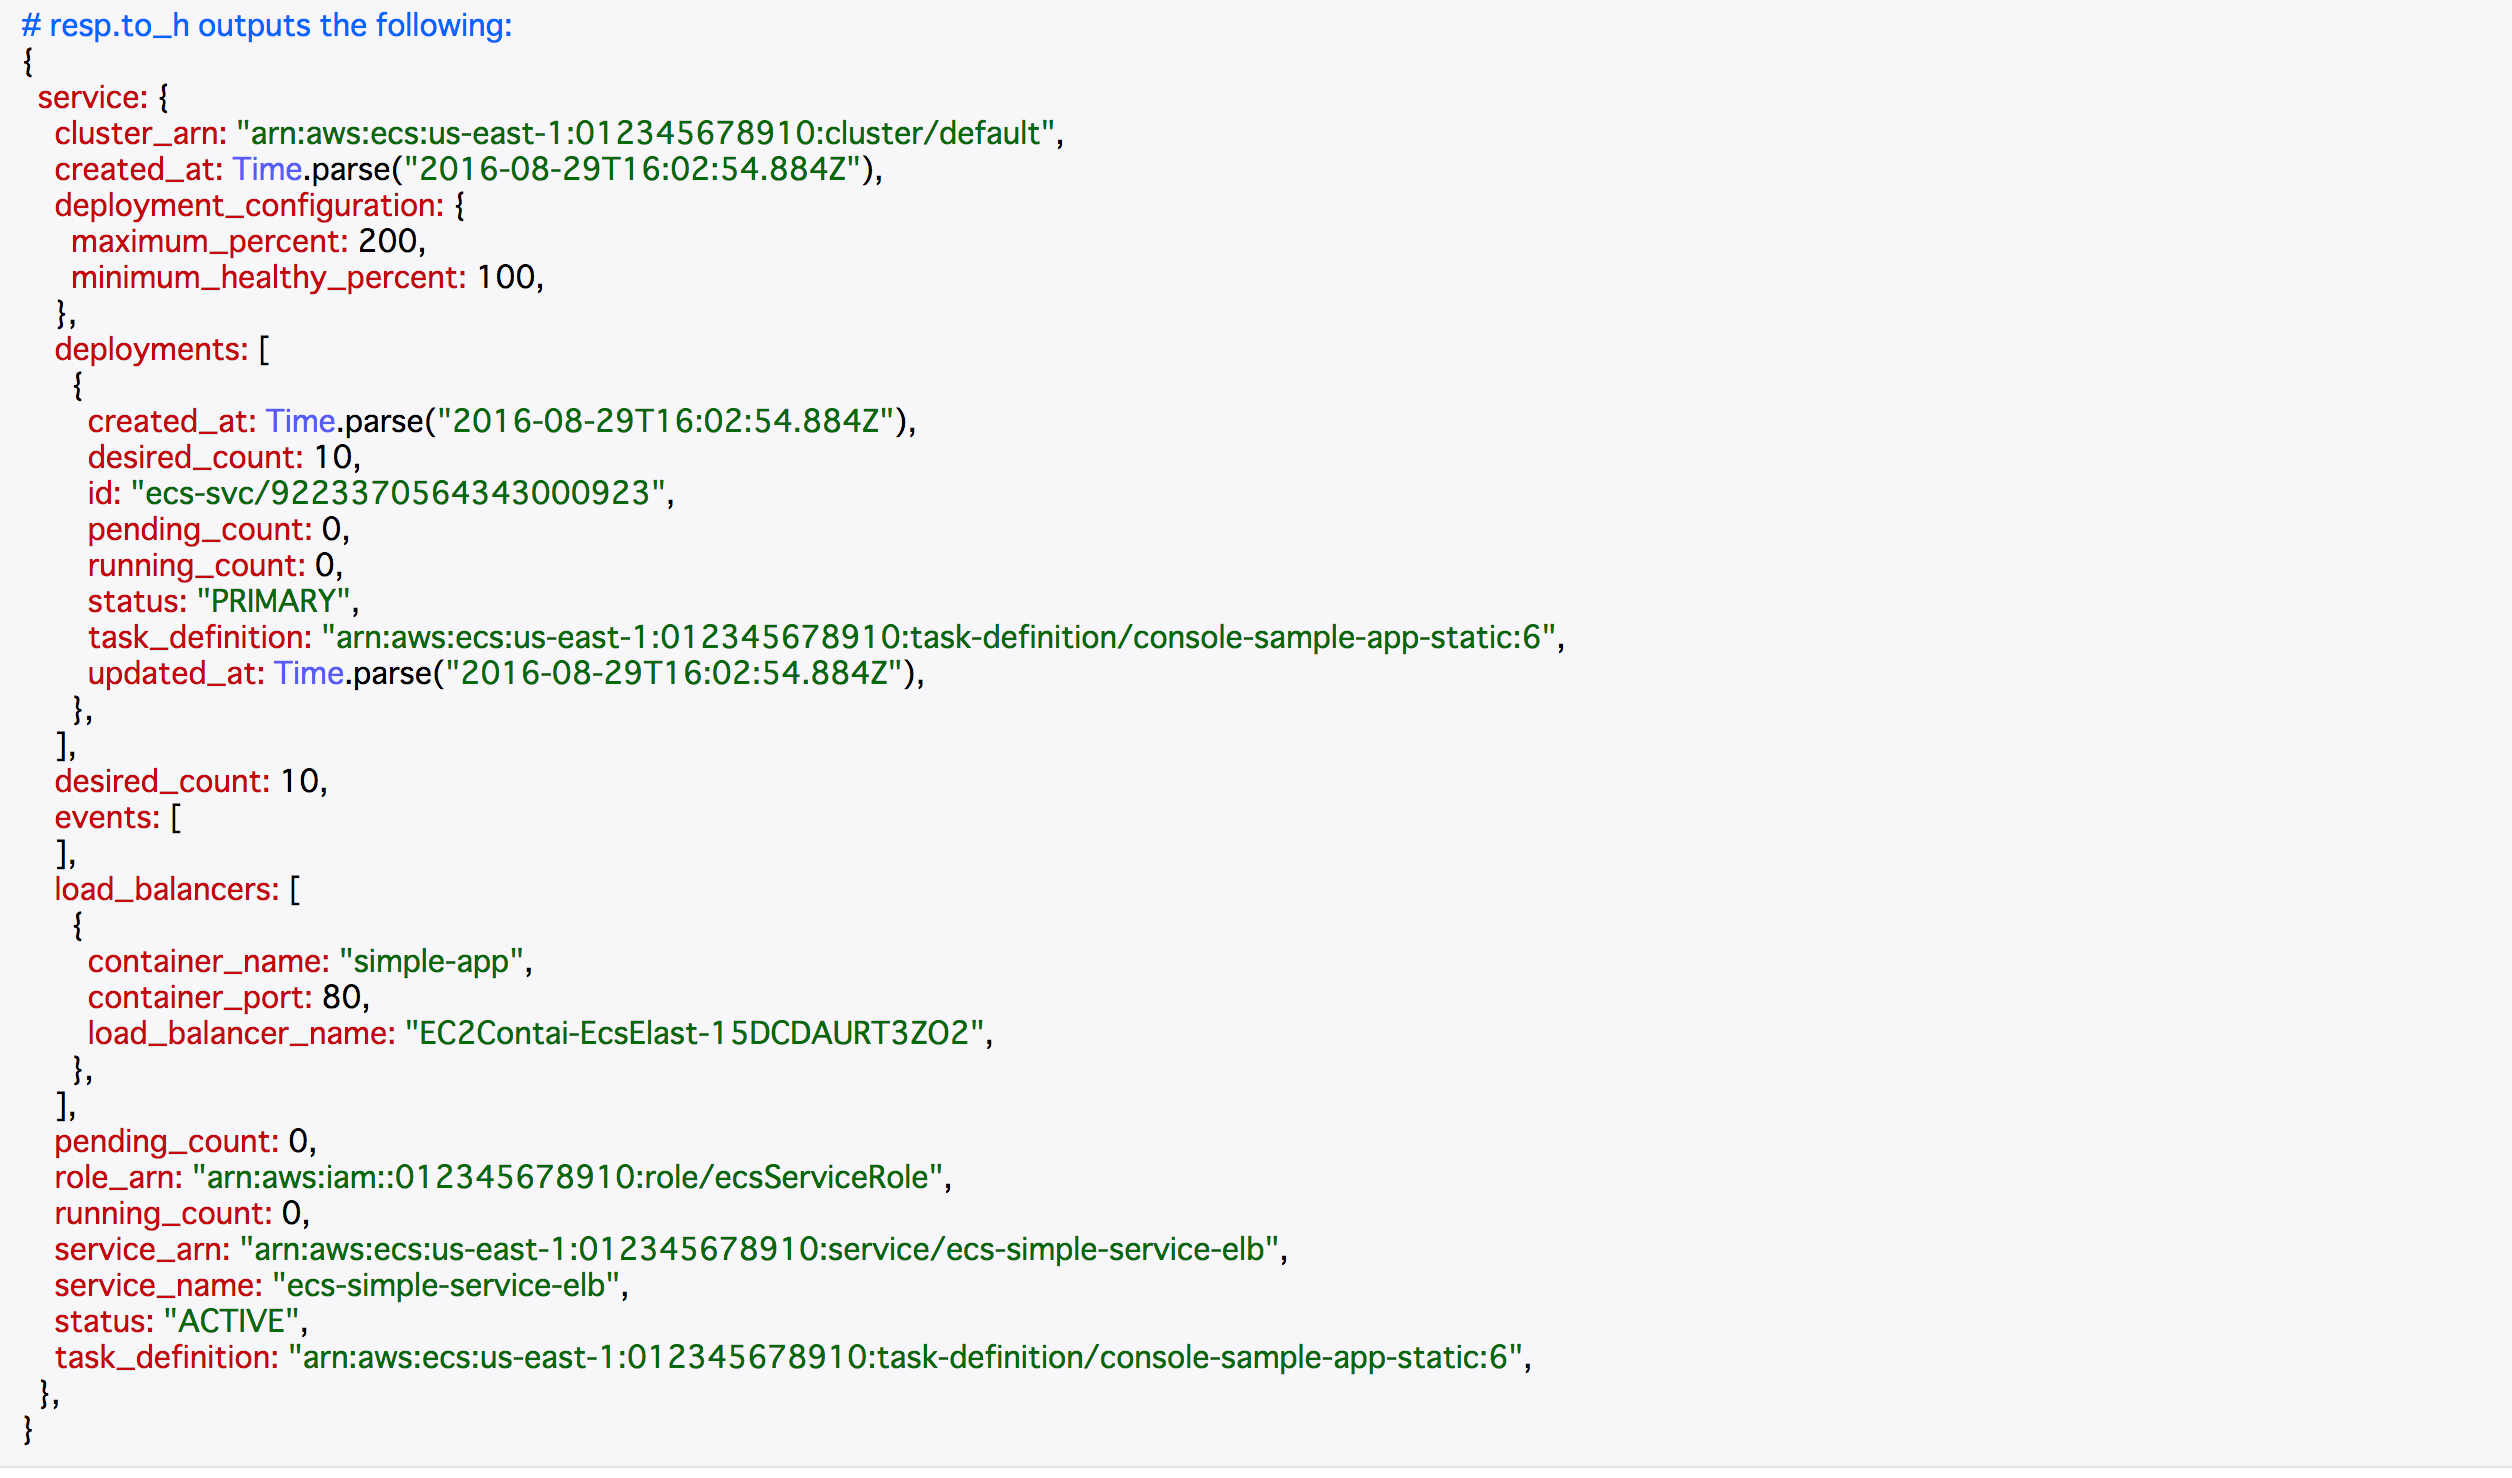 # resp.to_h outputs the following:
{
  service: {
    cluster_arn: "arn:aws:ecs:us-east-1:012345678910:cluster/default",
    created_at: Time.parse("2016-08-29T16:02:54.884Z"),
    deployment_configuration: {
      maximum_percent: 200,
      minimum_healthy_percent: 100,
    },
    deployments: [
      {
        created_at: Time.parse("2016-08-29T16:02:54.884Z"),
        desired_count: 10,
        id: "ecs-svc/9223370564343000923",
        pending_count: 0,
        running_count: 0,
        status: "PRIMARY",
        task_definition: "arn:aws:ecs:us-east-1:012345678910:task-definition/console-sample-app-static:6",
        updated_at: Time.parse("2016-08-29T16:02:54.884Z"),
      },
    ],
    desired_count: 10,
    events: [
    ],
    load_balancers: [
      {
        container_name: "simple-app",
        container_port: 80,
        load_balancer_name: "EC2Contai-EcsElast-15DCDAURT3ZO2",
      },
    ],
    pending_count: 0,
    role_arn: "arn:aws:iam::012345678910:role/ecsServiceRole",
    running_count: 0,
    service_arn: "arn:aws:ecs:us-east-1:012345678910:service/ecs-simple-service-elb",
    service_name: "ecs-simple-service-elb",
    status: "ACTIVE",
    task_definition: "arn:aws:ecs:us-east-1:012345678910:task-definition/console-sample-app-static:6",
  },
}